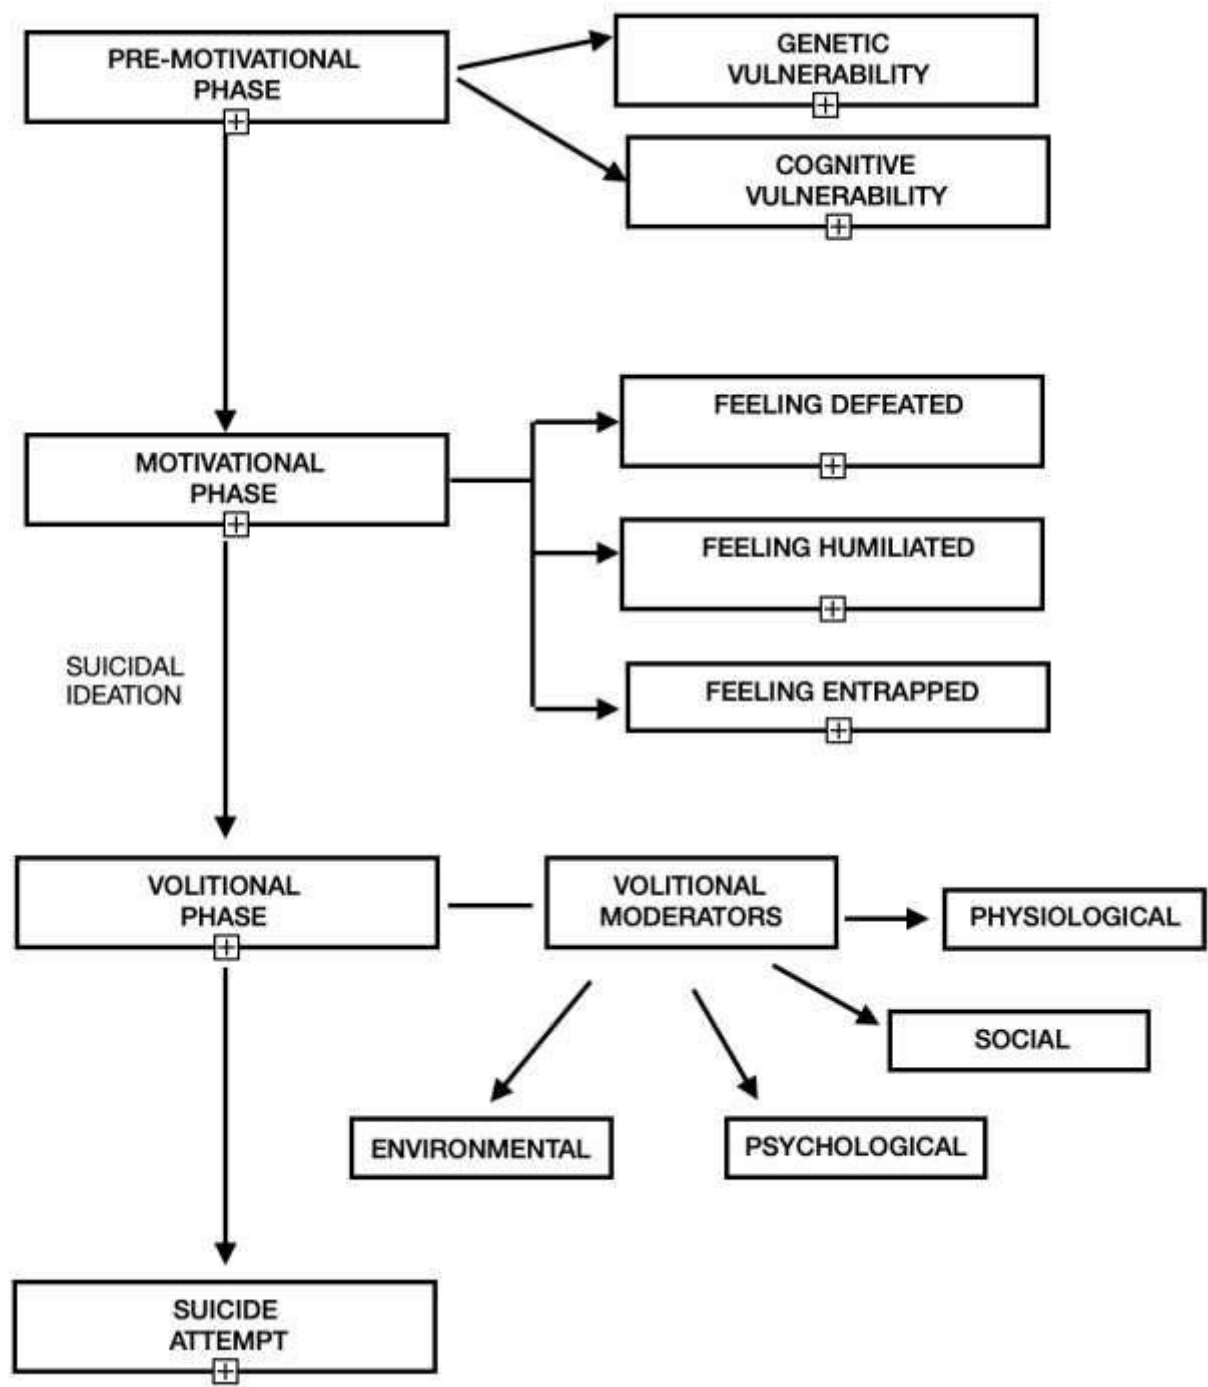 PRE-MOTIVATIONAL
PHASE
GENETIC
VULNERABILITY
COGNITIVE
VULNERABILITY
MOTIVATIONAL
PHASE
FEELING DEFEATED
FEELING HUMILIATED
FEELING ENTRAPPED
SUICIDAL
IDEATION
VOLITIONAL
PHASE
VOLITIONAL
MODERATORS
PHYSIOLOGICAL
SOCIAL
ENVIRONMENTAL
PSYCHOLOGICAL
SUICIDE
ATTEMPT